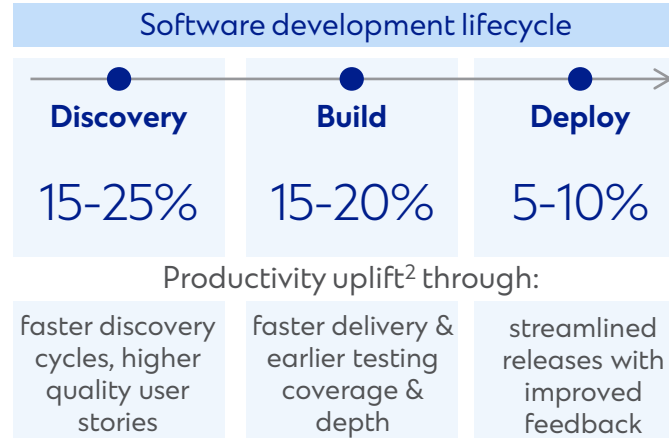 Software development lifecycle
Discovery
Build
Deploy
15-25%
15-20%
5-10%
Productivity uplift² through:
faster discovery
cycles, higher
quality user
stories
faster delivery &
earlier testing
coverage &
depth
streamlined
releases with
improved
feedback